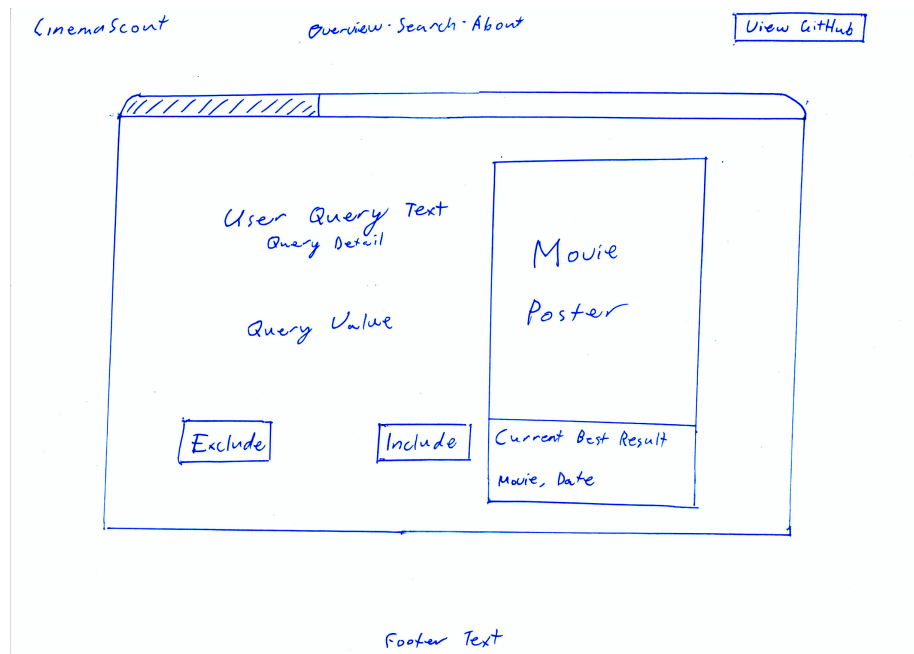 CinemaScout
Overview · Search · About
View GitHub
User Query Text
Query Detail
Query Value
Exclude
Include
Movie
Poster
Current Best Result
Movie, Date
Footer Text